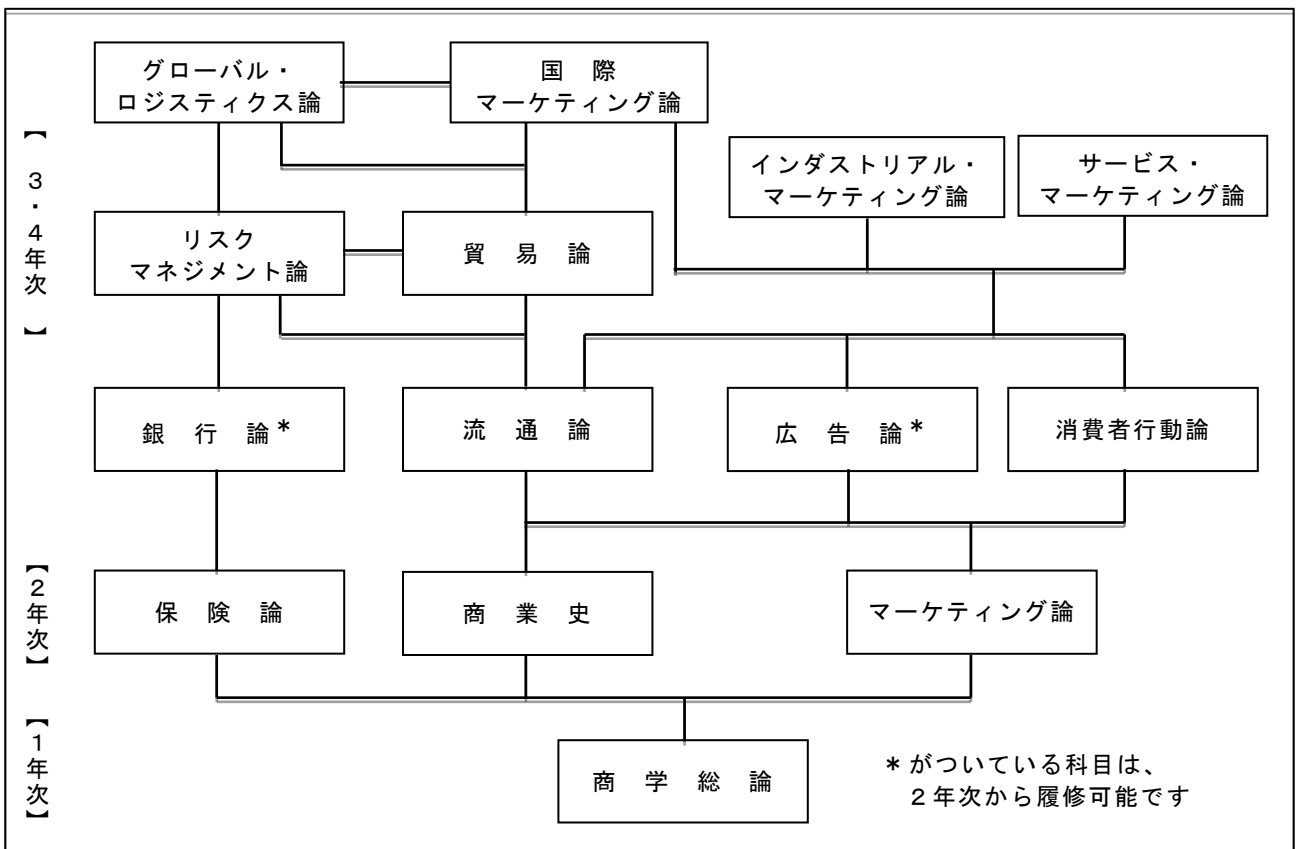 グローバル・
ロジスティクス論
国 際
マーケティング論
インダストリアル・
マーケティング論
サービス・
マーケティング論
【3・4年次】
リスク
マネジメント論
貿 易 論
銀 行 論*
流 通 論
広 告 論*
消費者行動論
【2年次】
保 険 論
商 業 史
マーケティング論
【1年次】
商 学 総 論
* がついている科目は、
2年次から履修可能です